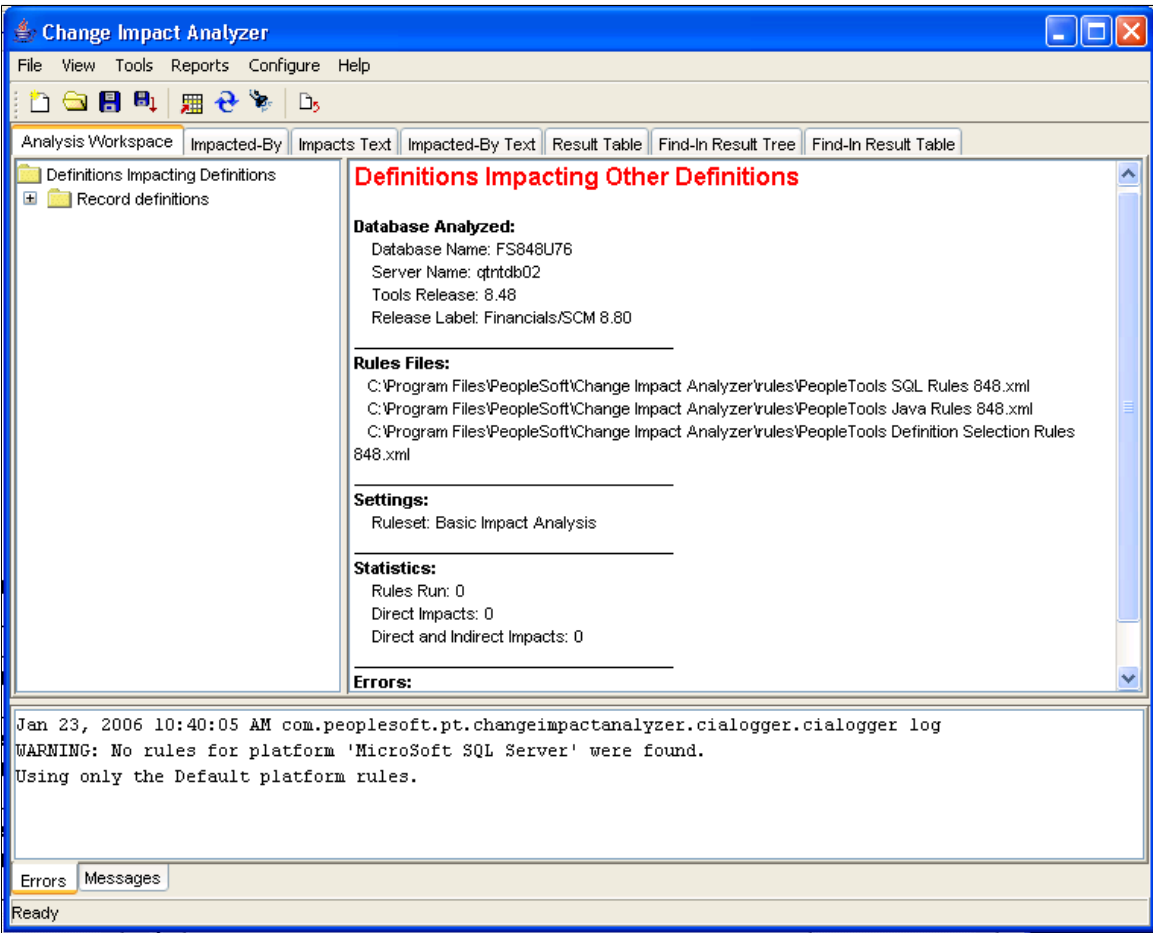 Change Impact Analyzer
File View Tools Reports Configure Help
Analysis Workspace Impacted-By Impacts Text Impacted-By Text Result Table Find-In Result Tree Find-In Result Table
Definitions Impacting Definitions
Record definitions
Definitions Impacting Other Definitions
Database Analyzed:
Database Name: FS848U76
Server Name: qtntdb02
Tools Release: 8.48
Release Label: Financials/SCM 8.80
Rules Files:
C:\Program Files\PeopleSoft\Change Impact Analyzer\rules\PeopleTools SQL Rules 848.xml
C:\Program Files\PeopleSoft\Change Impact Analyzer\rules\PeopleTools Java Rules 848.xml
C:\Program Files\PeopleSoft\Change Impact Analyzer\rules\PeopleTools Definition Selection Rules
848.xml
Settings:
Ruleset: Basic Impact Analysis
Statistics:
Rules Run: 0
Direct Impacts: 0
Direct and Indirect Impacts: 0
Errors:
Jan 23, 2006 10:40:05 AM com.peoplesoft.pt.changeimpactanalyzer.cialogger.cialogger log
WARNING: No rules for platform 'MicroSoft SQL Server' were found.
Using only the Default platform rules.
Errors Messages
Ready